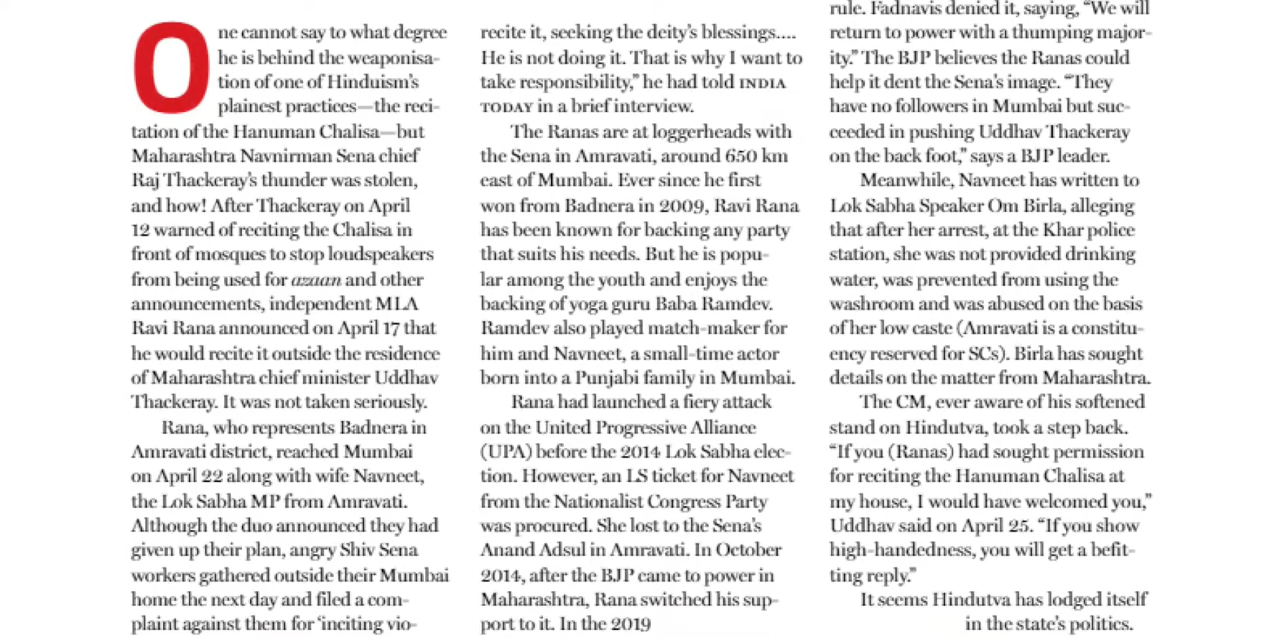 One cannot say to what degree
he is behind the weaponisa-
tion of one of Hinduism's
plainest practices—the reci-
tation of the Hanuman Chalisa—but
Maharashtra Navnirman Sena chief
Raj Thackeray's thunder was stolen,
and how! After Thackeray on April
12 warned of reciting the Chalisa in
front of mosques to stop loudspeakers
from being used for azaan and other
announcements, independent MLA
Ravi Rana announced on April 17 that
he would recite it outside the residence
of Maharashtra chief minister Uddhav
Thackeray. It was not taken seriously.
Rana, who represents Badnera in
Amravati district, reached Mumbai
on April 22 along with wife Navneet,
the Lok Sabha MP from Amravati.
Although the duo announced they had
given up their plan, angry Shiv Sena
workers gathered outside their Mumbai
home the next day and filed a com-
plaint against them for 'inciting vio-
recite it, seeking the deity's blessings....
He is not doing it. That is why I want to
take responsibility," he had told INDIA
TODAY in a brief interview.
The Ranas are at loggerheads with
the Sena in Amravati, around 650 km
east of Mumbai. Ever since he first
won from Badnera in 2009, Ravi Rana
has been known for backing any party
that suits his needs. But he is popu-
lar among the youth and enjoys the
backing of yoga guru Baba Ramdev.
Ramdev also played match-maker for
him and Navneet, a small-time actor
born into a Punjabi family in Mumbai.
Rana had launched a fiery attack
on the United Progressive Alliance
(UPA) before the 2014 Lok Sabha elec-
tion. However, an LS ticket for Navneet
from the Nationalist Congress Party
was procured. She lost to the Sena's
Anand Adsul in Amravati. In October
2014, after the BJP came to power in
Maharashtra, Rana switched his sup-
port to it. In the 2019
rule. Fadnavis denied it, saying, "We will
return to power with a thumping major-
ity." The BJP believes the Ranas could
help it dent the Sena's image. "They
have no followers in Mumbai but suc-
ceeded in pushing Uddhav Thackeray
on the back foot," says a BJP leader.
Meanwhile, Navneet has written to
Lok Sabha Speaker Om Birla, alleging
that after her arrest, at the Khar police
station, she was not provided drinking
water, was prevented from using the
washroom and was abused on the basis
of her low caste (Amravati is a constitu-
ency reserved for SCs). Birla has sought
details on the matter from Maharashtra.
The CM, ever aware of his softened
stand on Hindutva, took a step back.
"If you (Ranas) had sought permission
for reciting the Hanuman Chalisa at
my house, I would have welcomed you,"
Uddhav said on April 25. "If you show
high-handedness, you will get a befit-
ting reply."
It seems Hindutva has lodged itself
in the state's politics.